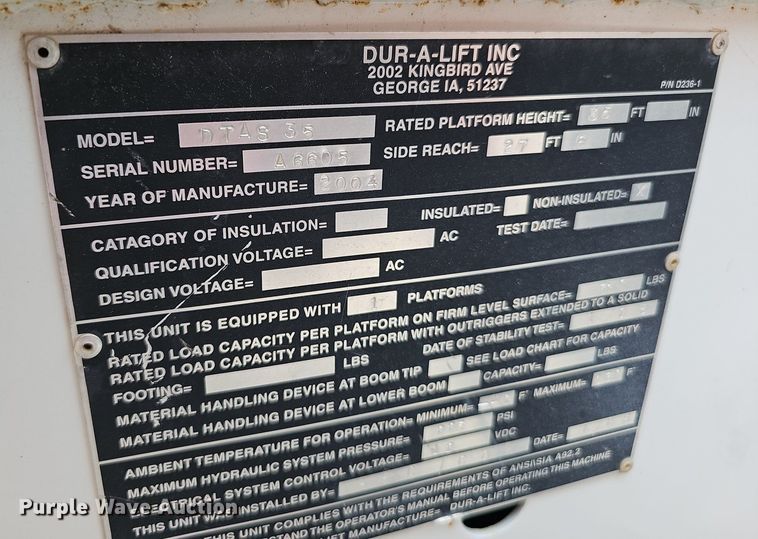 DUR-A-LIFT INC
2002 KINGBIRD AVE
GEORGE IA, 51237
P/N D236-1
MODEL= DTAS 36 RATED PLATFORM HEIGHT= FT IN
SERIAL NUMBER= A6605 SIDE REACH= 27 FT 6 IN
YEAR OF MANUFACTURE= 2004
CATAGORY OF INSULATION= INSULATED= NON-INSULATED= X
QUALIFICATION VOLTAGE= AC TEST DATE=
DESIGN VOLTAGE= AC
THIS UNIT IS EQUIPPED WITH 1 PLATFORMS
RATED LOAD CAPACITY PER PLATFORM ON FIRM LEVEL SURFACE= LBS
RATED LOAD CAPACITY PER PLATFORM WITH OUTRIGGERS EXTENDED TO A SOLID
FOOTING= LBS DATE OF STABILITY TEST=
MATERIAL HANDLING DEVICE AT BOOM TIP SEE LOAD CHART FOR CAPACITY
MATERIAL HANDLING DEVICE AT LOWER BOOM CAPACITY= LBS
AMBIENT TEMPERATURE FOR OPERATION= MINIMUM= F° MAXIMUM= F°
MAXIMUM HYDRAULIC SYSTEM PRESSURE= PSI
SYSTEM CONTROL VOLTAGE= VDC
THIS UNIT WAS INSTALLED BY= DATE=
THIS UNIT COMPLIES WITH THE REQUIREMENTS OF ANSI/SIA A92.2
THE OPERATOR'S MANUAL BEFORE OPERATING THIS MACHINE
MANUFACTURE= DUR-A-LIFT INC.
Purple Wave Auction